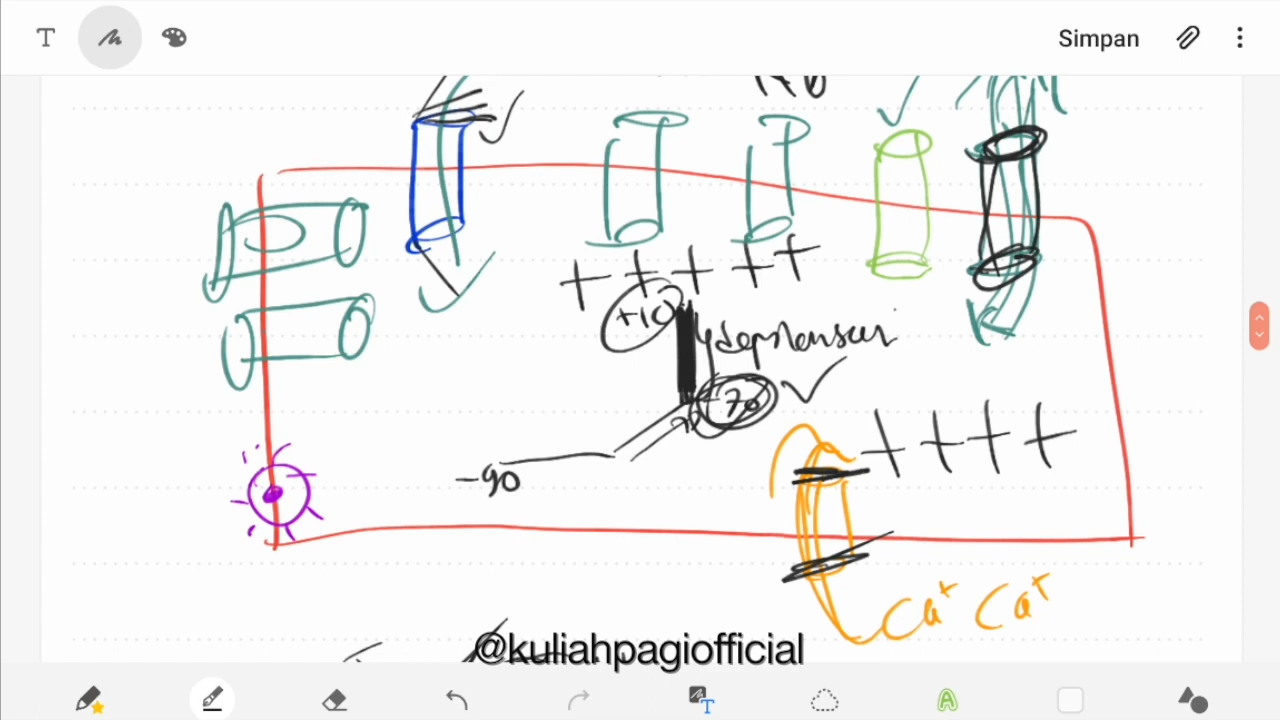 Simpan
+ + + + +
+10
depolarisasi
70
-90
+ + + +
Ca⁺ Ca⁺
@kuliahpagiofficial
T
A